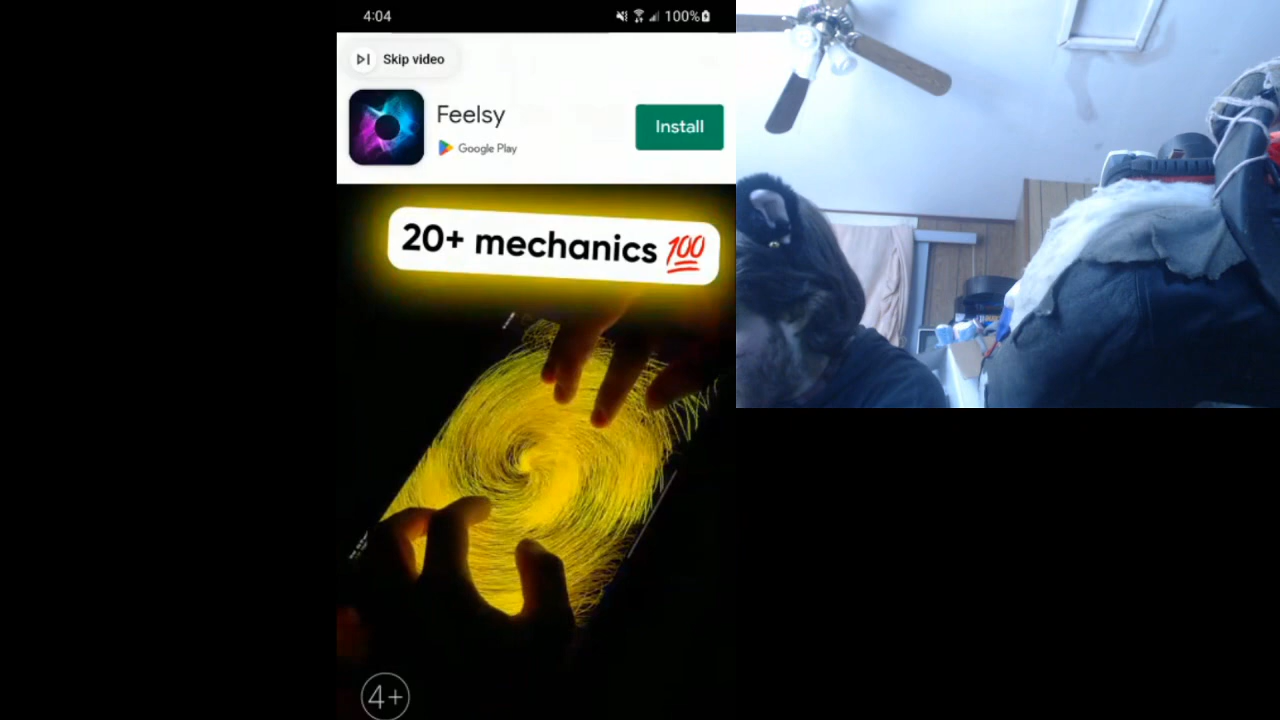 4:04
100%
Skip video
Feelsy
Install
Google Play
20+ mechanics 💯
4+